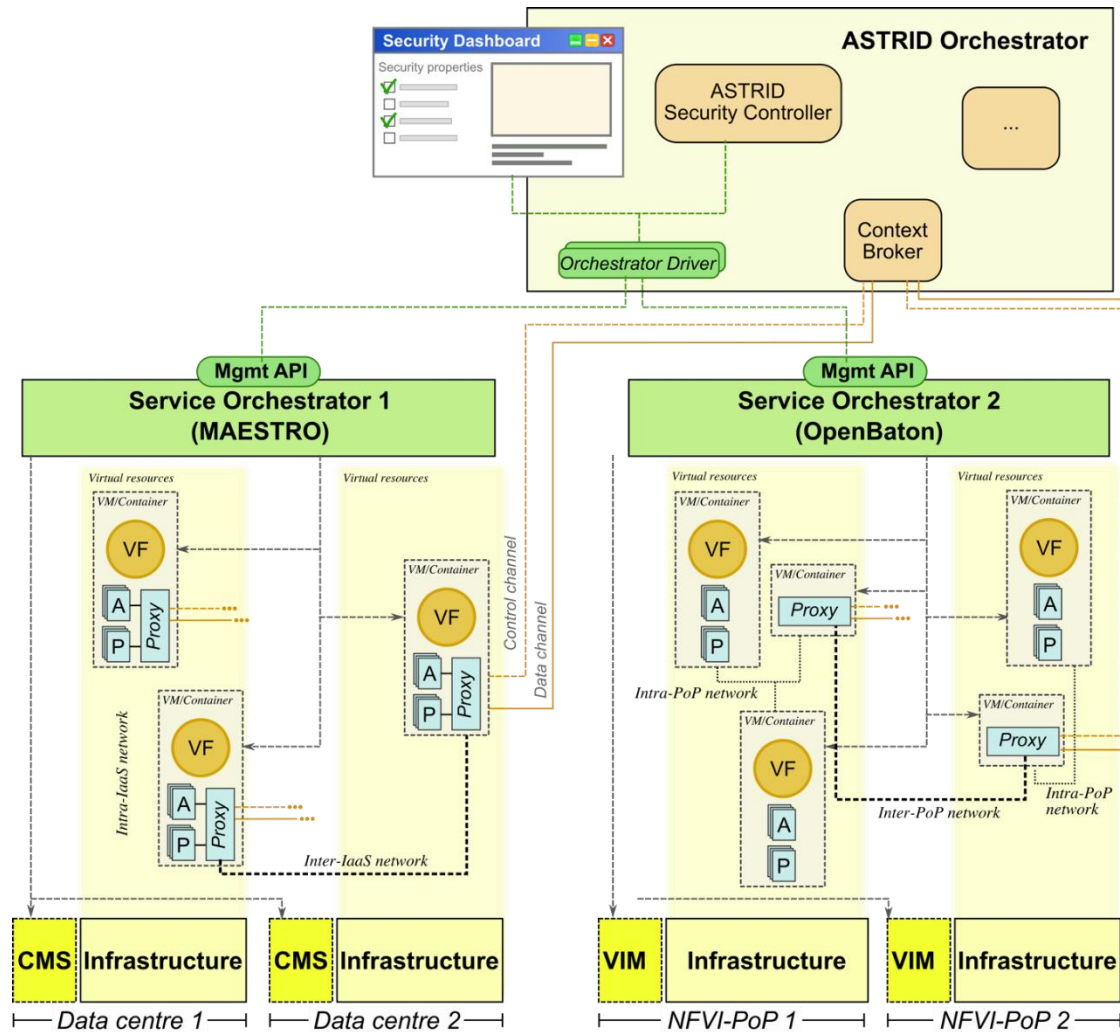 Security Dashboard
Security properties
ASTRID Orchestrator
ASTRID
Security Controller
...
Context
Broker
Orchestrator Driver
Mgmt API
Service Orchestrator 1
(MAESTRO)
Mgmt API
Service Orchestrator 2
(OpenBaton)
Virtual resources
VM/Container
VF
A
P
Proxy
Virtual resources
VM/Container
VF
A
P
Proxy
Control channel
Data channel
VM/Container
VF
A
P
Proxy
Intra-IaaS network
Inter-IaaS network
Virtual resources
VM/Container
VF
A
P
VM/Container
Proxy
Intra-PoP network
VM/Container
VF
A
P
Virtual resources
VM/Container
VF
A
P
VM/Container
Proxy
Intra-PoP
network
Inter-PoP network
CMS
Infrastructure
CMS
Infrastructure
VIM
Infrastructure
VIM
Infrastructure
Data centre 1
Data centre 2
NFVI-PoP 1
NFVI-PoP 2